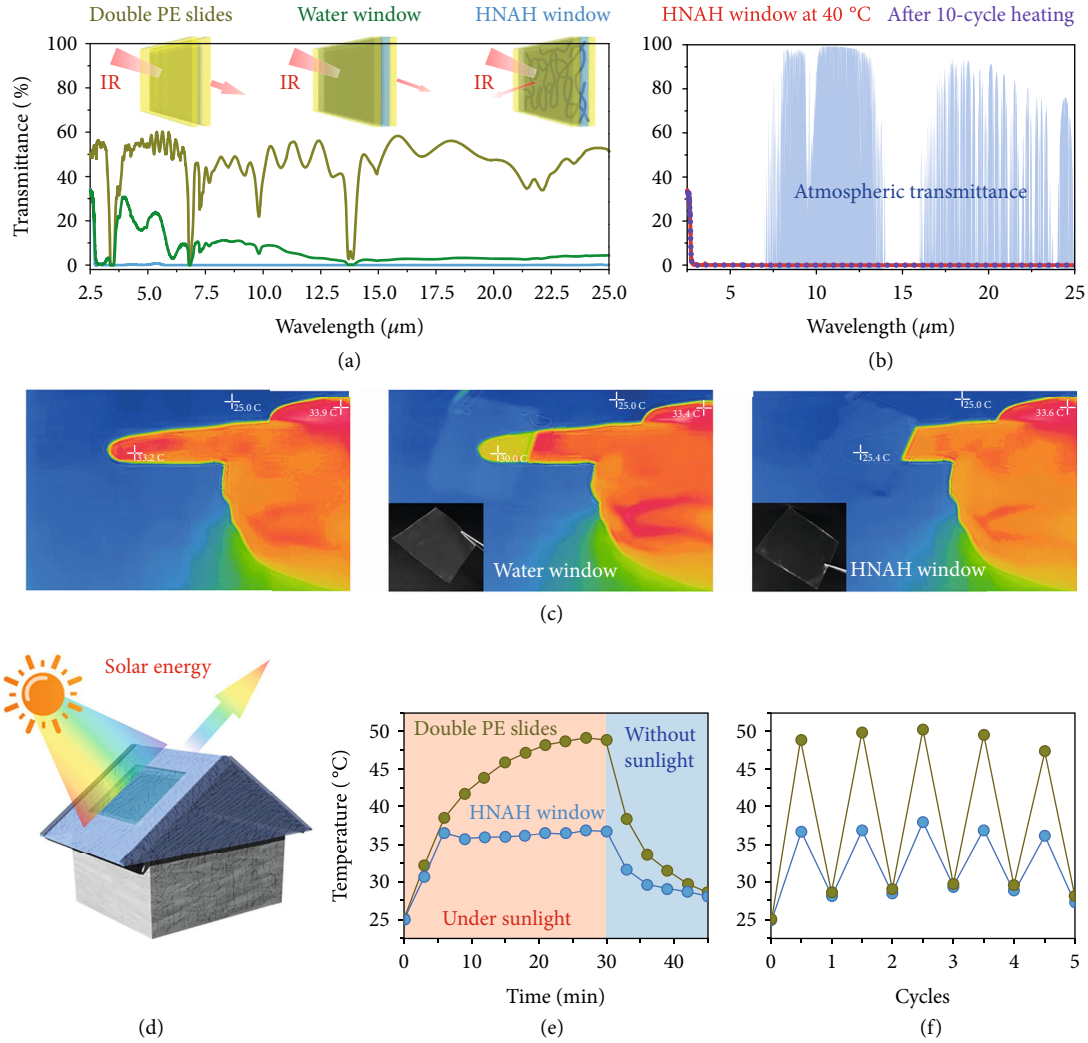 Double PE slides
Water window
HNAH window
IR
IR
IR
Transmittance (%)
100
80
60
40
20
0
2.5 5.0 7.5 10.0 12.5 15.0 17.5 20.0 22.5 25.0
Wavelength (μm)
(a)
HNAH window at 40 °C
After 10-cycle heating
100
80
60
40
20
0
Atmospheric transmittance
5 10 15 20 25
Wavelength (μm)
(b)
25.0 C
33.9 C
33.2 C
25.0 C
33.4 C
30.0 C
Water window
25.0 C
33.6 C
25.4 C
HNAH window
(c)
Solar energy
(d)
Temperature (°C)
50
45
40
35
30
25
Double PE slides
Without
sunlight
HNAH window
Under sunlight
0 10 20 30 40
Time (min)
(e)
50
45
40
35
30
25
0 1 2 3 4 5
Cycles
(f)